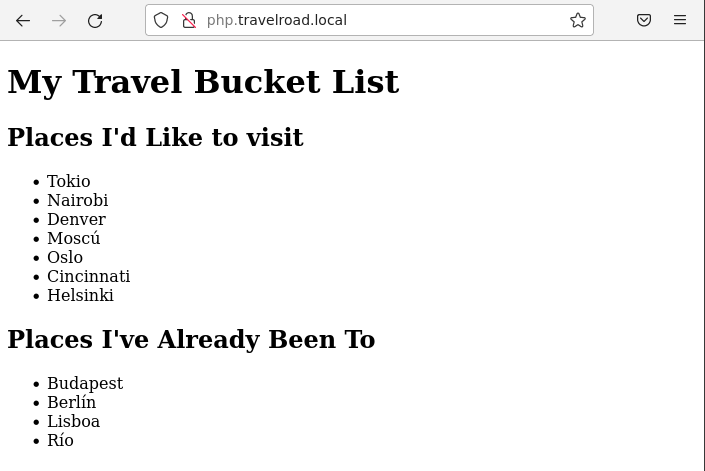 php.travelroad.local
My Travel Bucket List
Places I'd Like to visit
Tokio
Nairobi
Denver
Moscú
Oslo
Cincinnati
Helsinki
Places I've Already Been To
Budapest
Berlín
Lisboa
Río